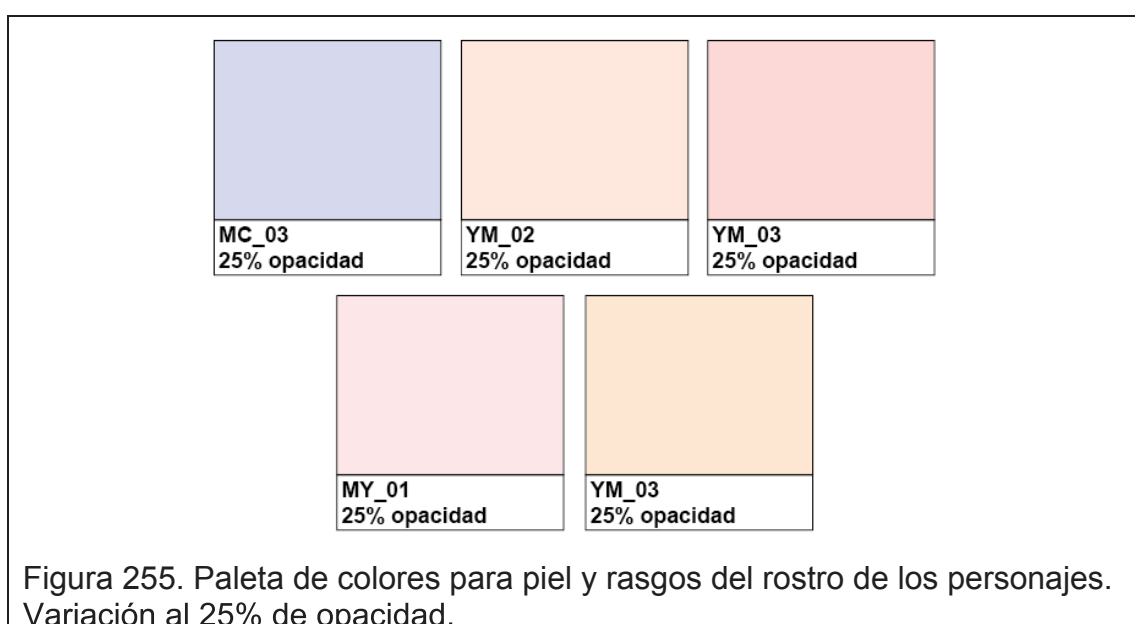 MC_03
25% opacidad
YM_02
25% opacidad
YM_03
25% opacidad
MY_01
25% opacidad
YM_03
25% opacidad
Figura 255. Paleta de colores para piel y rasgos del rostro de los personajes.
Variación al 25% de opacidad.